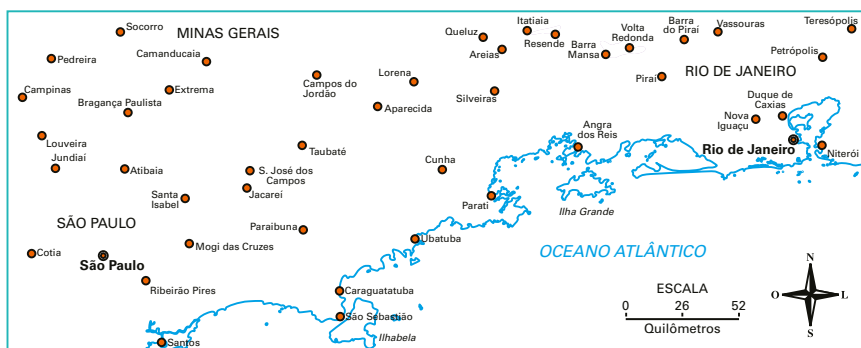 Socorro
MINAS GERAIS
Pedreira
Camanducaia
Campinas
Bragança Paulista
Extrema
Campos do
Jordão
Lorena
Aparecida
Queluz
Areias
Itatiaia
Resende
Silveiras
Barra
Mansa
Volta
Redonda
Barra
do Piraí
Vassouras
Teresópolis
Petrópolis
Piraí
RIO DE JANEIRO
Duque de
Caxias
Nova
Iguaçu
Rio de Janeiro
Niterói
Angra
dos Reis
Louveira
Jundiaí
Atibaia
Taubaté
S. José dos
Campos
Jacareí
Santa
Isabel
Cunha
Parati
Ilha Grande
SÃO PAULO
Paraibuna
Mogi das Cruzes
Ubatuba
Cotia
São Paulo
Ribeirão Pires
Caraguatatuba
São Sebastião
Ilhabela
Santos
OCEANO ATLÂNTICO
ESCALA
0 26 52
Quilômetros
N
O L
S